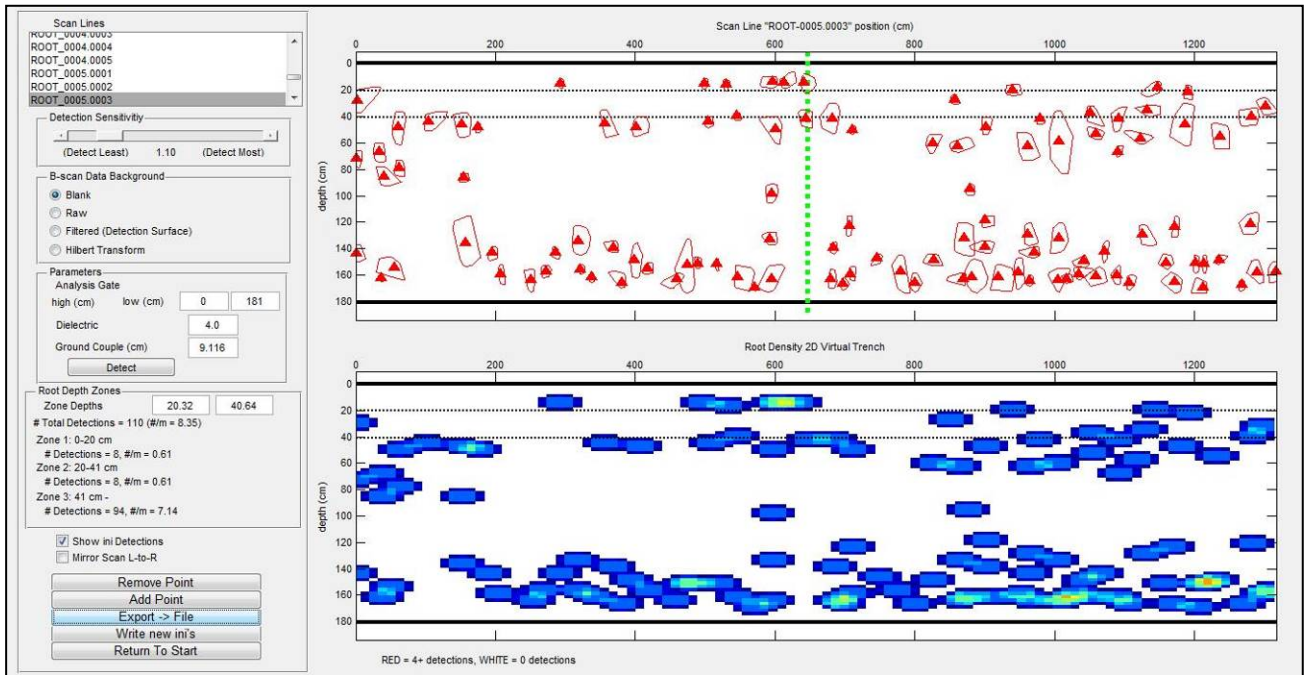 Scan Lines
ROOT_0004.0003
ROOT_0004.0004
ROOT_0004.0005
ROOT_0005.0001
ROOT_0005.0002
ROOT_0005.0003
Detection Sensitivitiy
(Detect Least) 1.10 (Detect Most)
B-scan Data Background
Blank
Raw
Filtered (Detection Surface)
Hilbert Transform
Parameters
Analysis Gate
high (cm) low (cm) 0 181
Dielectric 4.0
Ground Couple (cm) 9.116
Detect
Root Depth Zones
Zone Depths 20.32 40.64
# Total Detections = 110 (#/m = 8.35)
Zone 1: 0-20 cm
# Detections = 8, #/m = 0.61
Zone 2: 20-41 cm
# Detections = 8, #/m = 0.61
Zone 3: 41 cm -
# Detections = 94, #/m = 7.14
Show ini Detections
Mirror Scan L-to-R
Remove Point
Add Point
Export -> File
Write new ini's
Return To Start
Scan Line "ROOT-0005.0003" position (cm)
0 200 400 600 800 1000 1200
0
20
40
60
80
100
120
140
160
180
depth (cm)
Root Density 2D Virtual Trench
0 200 400 600 800 1000 1200
0
20
40
60
80
100
120
140
160
180
depth (cm)
RED = 4+ detections, WHITE = 0 detections